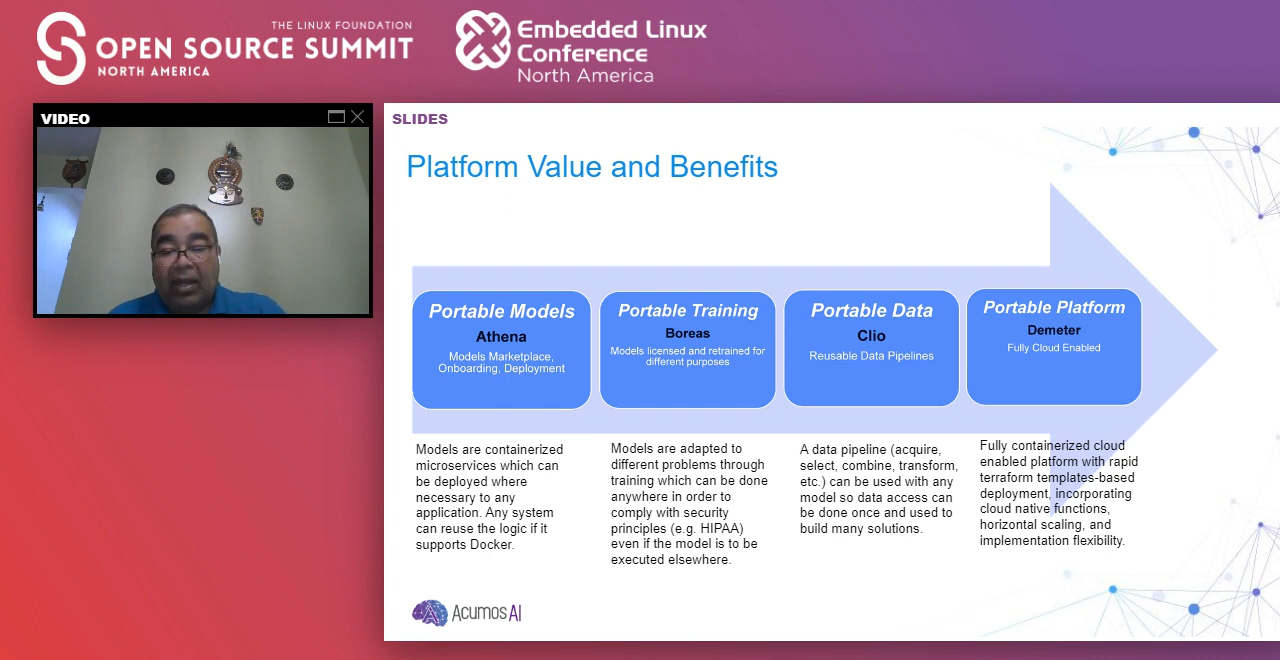 THE LINUX FOUNDATION
OPEN SOURCE SUMMIT
NORTH AMERICA
Embedded Linux
Conference
North America
VIDEO
SLIDES
Platform Value and Benefits
Portable Models
Athena
Models Marketplace,
Onboarding, Deployment
Portable Training
Boreas
Models licensed and retrained for
different purposes
Portable Data
Clio
Reusable Data Pipelines
Portable Platform
Demeter
Fully Cloud Enabled
Models are containerized
microservices which can
be deployed where
necessary to any
application. Any system
can reuse the logic if it
supports Docker.
Models are adapted to
different problems through
training which can be done
anywhere in order to
comply with security
principles (e.g. HIPAA)
even if the model is to be
executed elsewhere.
A data pipeline (acquire,
select, combine, transform,
etc.) can be used with any
model so data access can
be done once and used to
build many solutions.
Fully containerized cloud
enabled platform with rapid
terraform templates-based
deployment, incorporating
cloud native functions,
horizontal scaling, and
implementation flexibility.
Acumos AI